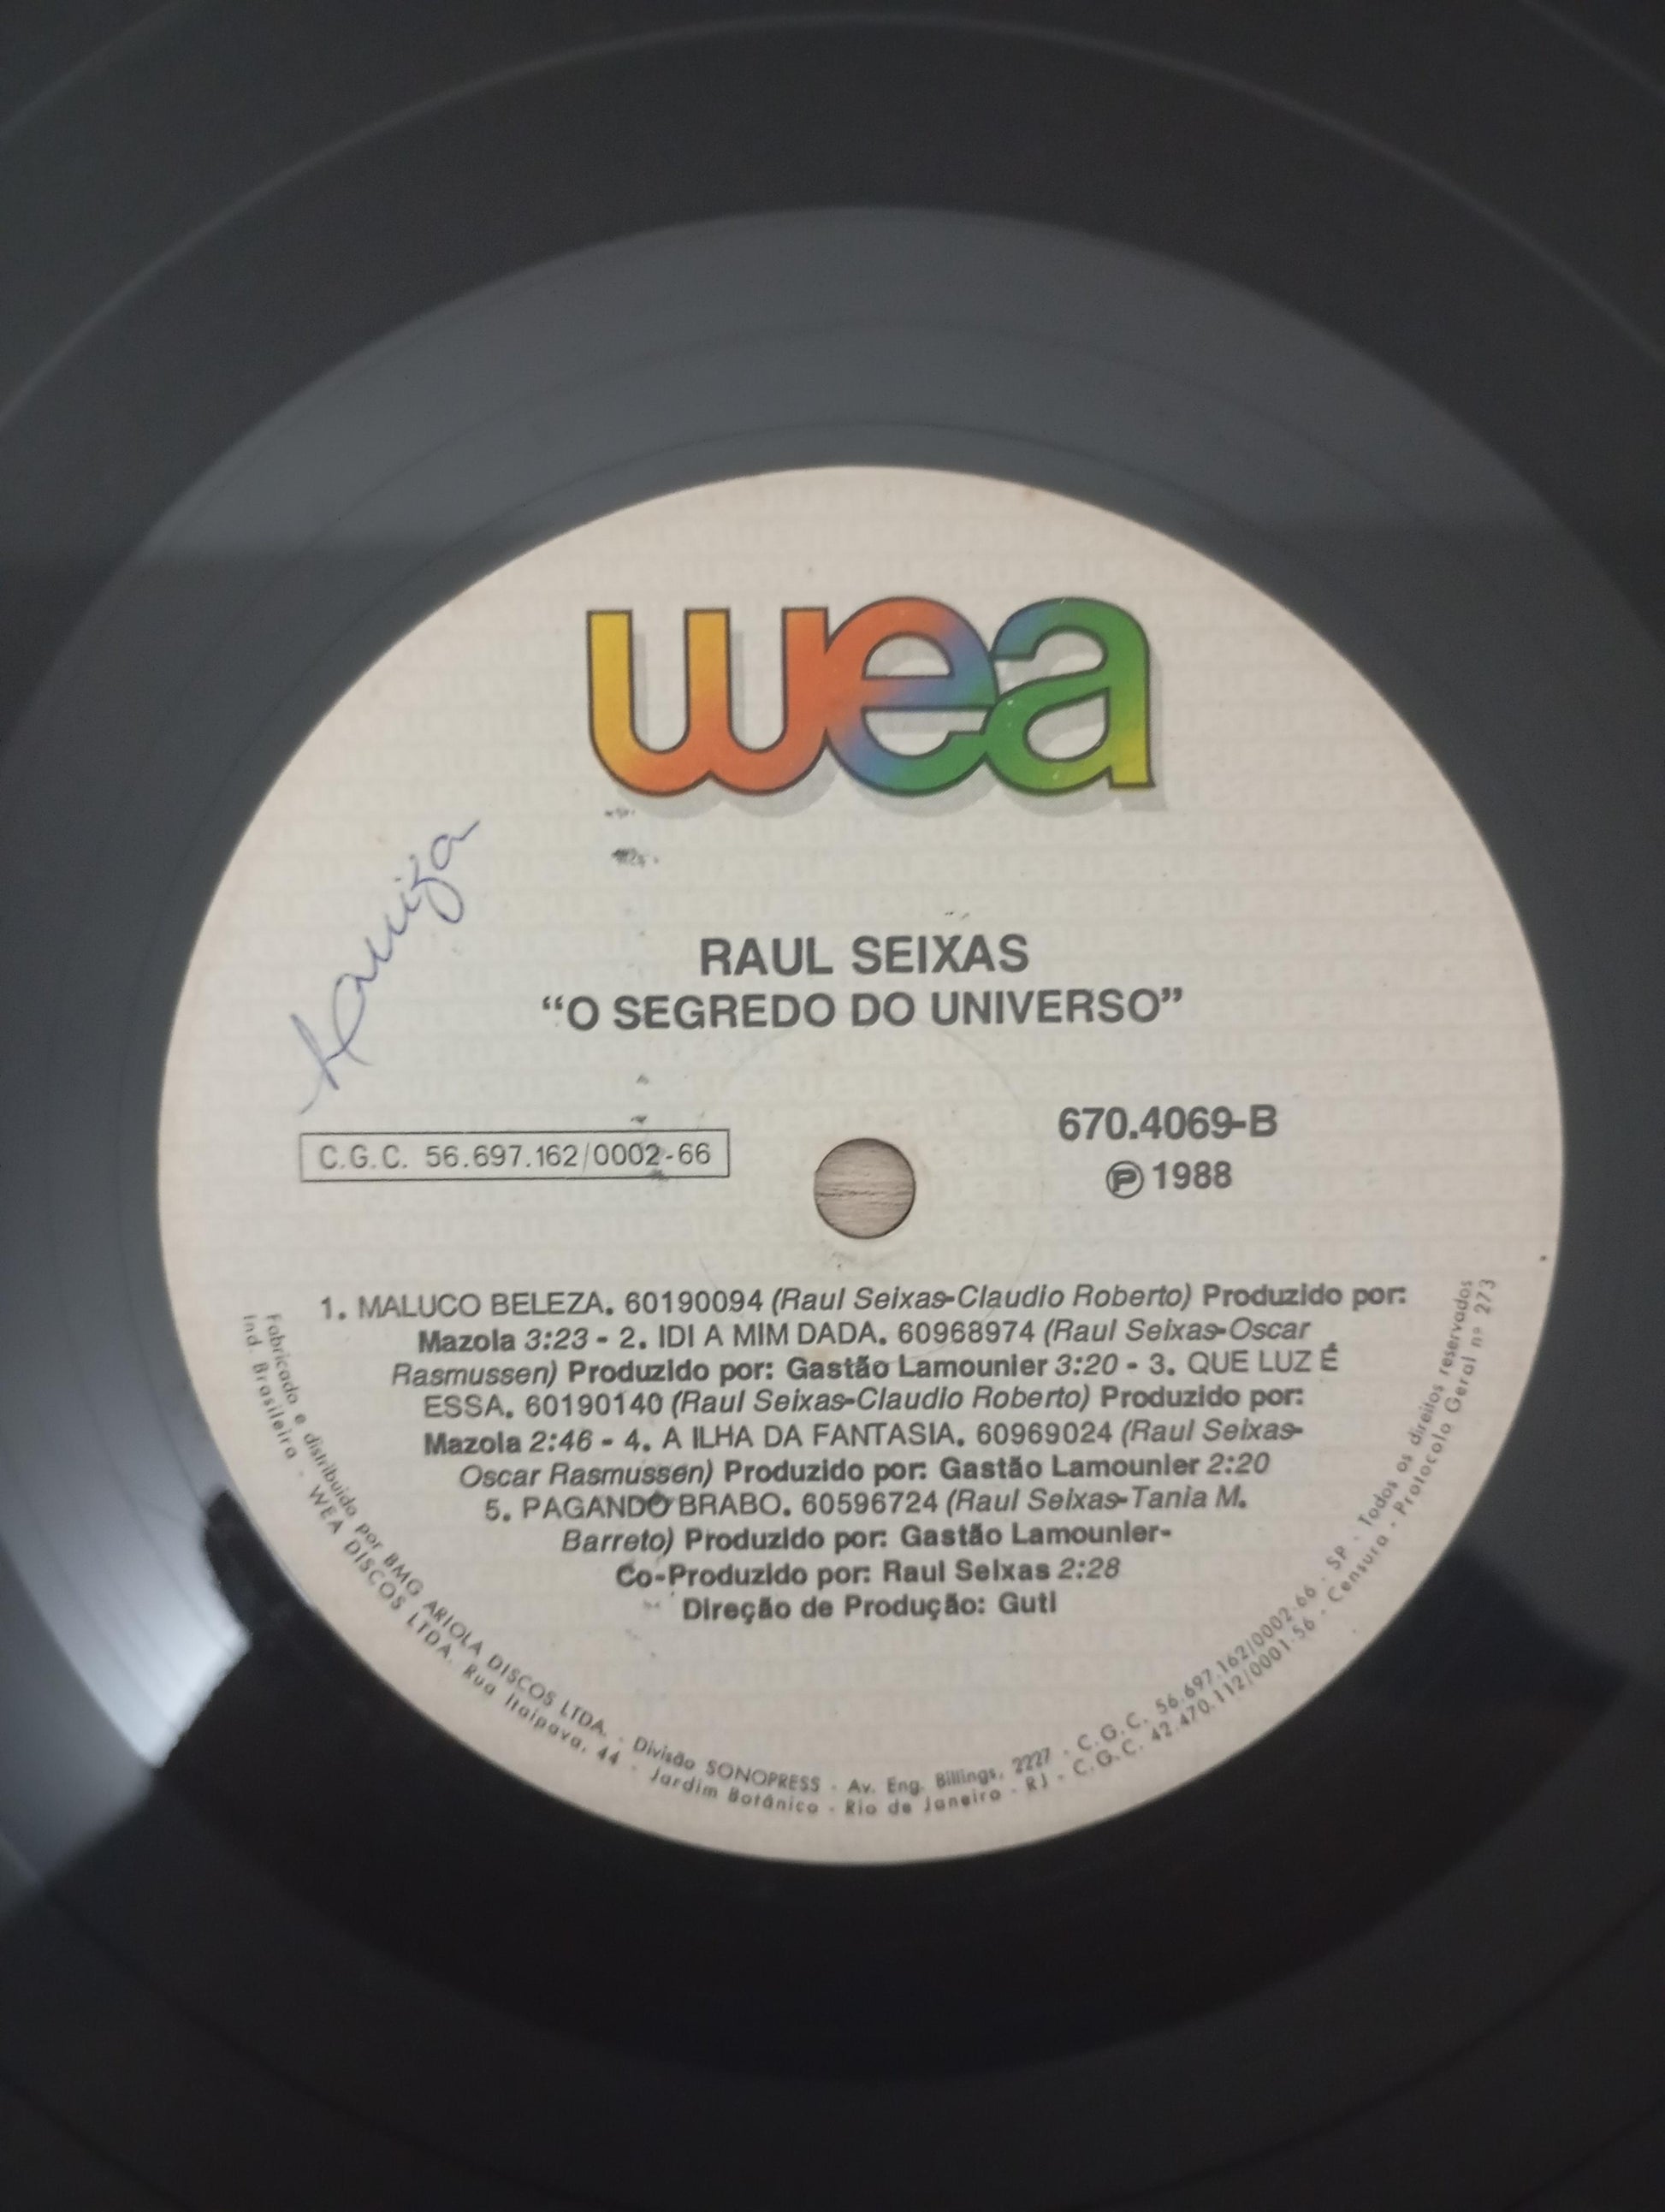 wea
RAUL SEIXAS
“O SEGREDO DO UNIVERSO”
C.G.C. 56.697.162/0002-66
670.4069-B
Ⓟ 1988
1. MALUCO BELEZA. 60190094 (Raul Seixas-Claudio Roberto) Produzido por:
Mazola 3:23 - 2. IDI A MIM DADA. 60968974 (Raul Seixas-Oscar
Rasmussen) Produzido por: Gastão Lamounier 3:20 - 3. QUE LUZ É
ESSA. 60190140 (Raul Seixas-Claudio Roberto) Produzido por:
Mazola 2:46 - 4. A ILHA DA FANTASIA. 60969024 (Raul Seixas-
Oscar Rasmussen) Produzido por: Gastão Lamounier 2:20
5. PAGANDO BRABO. 60596724 (Raul Seixas-Tania M.
Barreto) Produzido por: Gastão Lamounier-
Co-Produzido por: Raul Seixas 2:28
Direção de Produção: Guti
Fabricado e distribuído por BMG ARIOLA DISCOS LTDA. - Divisão SONOPRESS - Av. Eng. Billings, 2227 - C.G.C. 56.697.162/0002-66 - SP - Todos os direitos reservados
Ind. Brasileira - WEA DISCOS LTDA. Rua Itaipava, 44 - Jardim Botânico - Rio de Janeiro - RJ - C.G.C. 42.470.112/0001-56 - Censura - Protocolo Geral nº 273